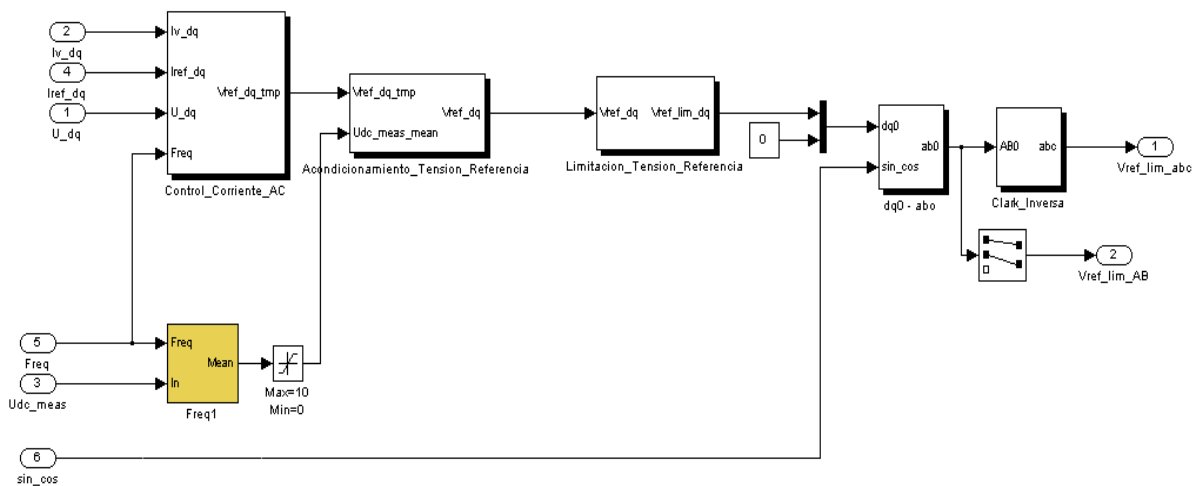 2
Iv_dq
4
Iref_dq
1
U_dq
Iv_dq
Iref_dq
U_dq
Freq
Vref_dq_tmp
Control_Corriente_AC
Vref_dq_tmp
Udc_meas_mean
Vref_dq
Acondicionamiento_Tension_Referencia
Vref_dq
Vref_lim_dq
Limitacion_Tension_Referencia
0
dq0
sin_cos
ab0
dq0 - abo
AB0
abc
Clark_Inversa
1
Vref_lim_abc
2
Vref_lim_AB
5
Freq
3
Udc_meas
Freq
In
Mean
Freq1
Max=10
Min=0
6
sin_cos